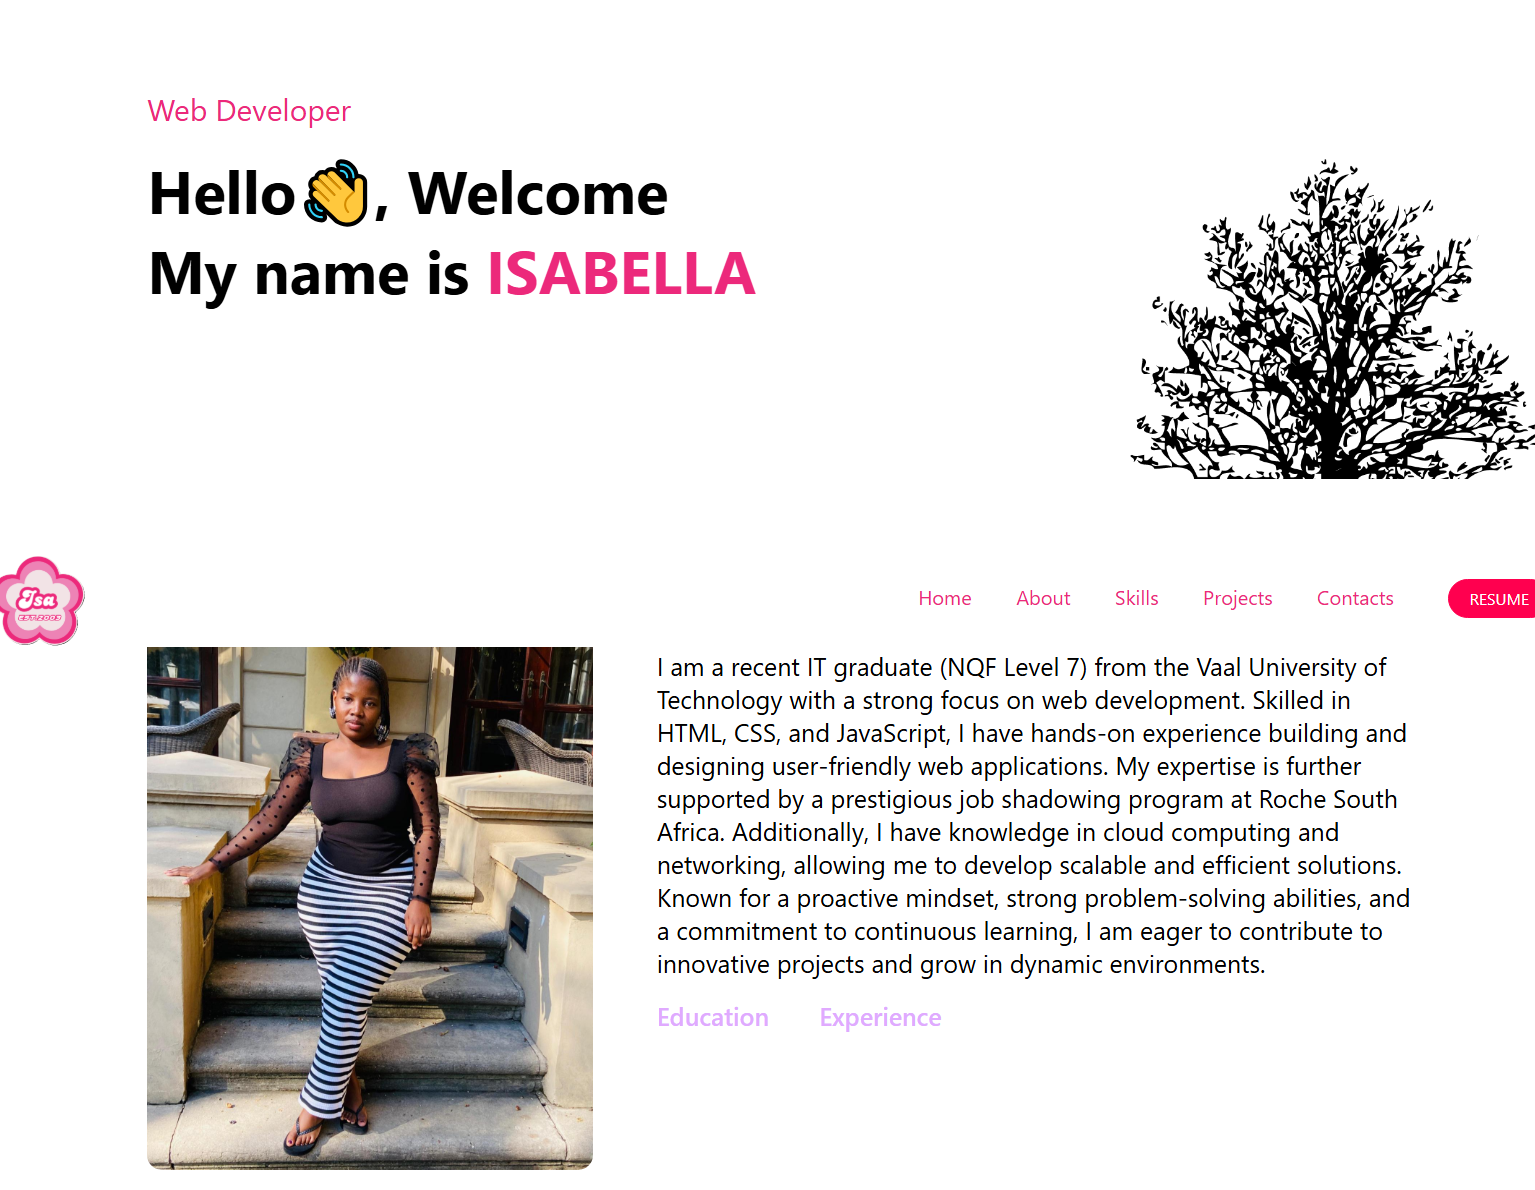 Web Developer
Hello👋, Welcome
My name is ISABELLA
Isa
EST.2003
Home About Skills Projects Contacts RESUME
I am a recent IT graduate (NQF Level 7) from the Vaal University of
Technology with a strong focus on web development. Skilled in
HTML, CSS, and JavaScript, I have hands-on experience building and
designing user-friendly web applications. My expertise is further
supported by a prestigious job shadowing program at Roche South
Africa. Additionally, I have knowledge in cloud computing and
networking, allowing me to develop scalable and efficient solutions.
Known for a proactive mindset, strong problem-solving abilities, and
a commitment to continuous learning, I am eager to contribute to
innovative projects and grow in dynamic environments.
Education Experience